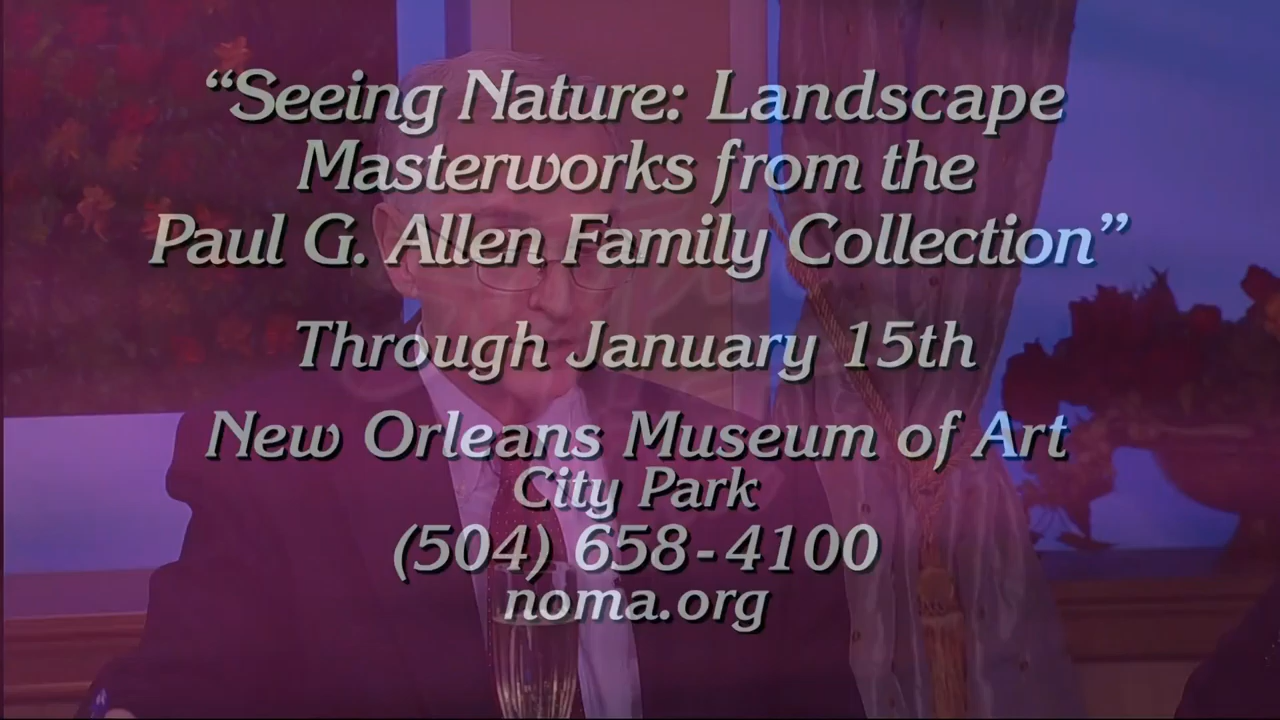 “Seeing Nature: Landscape
Masterworks from the
Paul G. Allen Family Collection”
Through January 15th
New Orleans Museum of Art
City Park
(504) 658-4100
noma.org